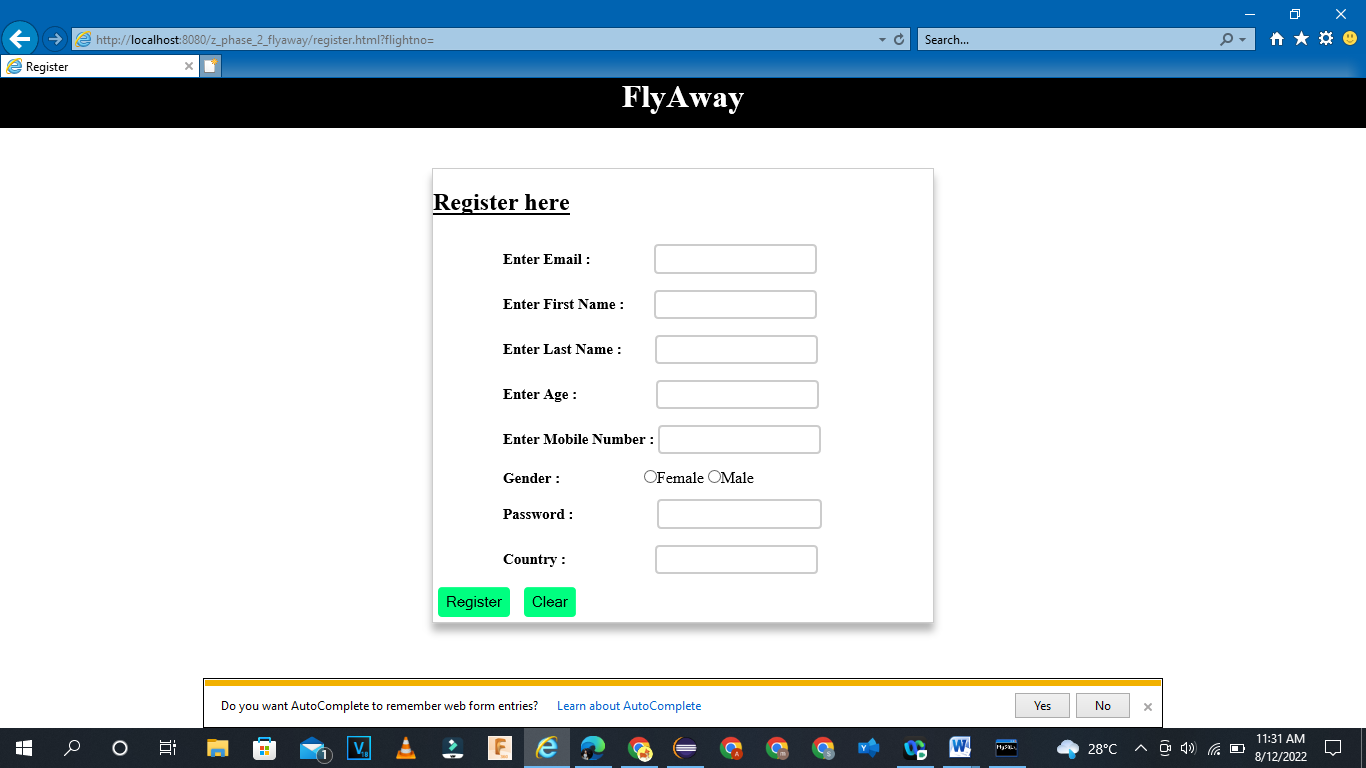 http://localhost:8080/z_phase_2_flyaway/register.html?flightno=
Search...
Register
FlyAway
Register here
Enter Email :
Enter First Name :
Enter Last Name :
Enter Age :
Enter Mobile Number :
Gender : Female Male
Password :
Country :
Register Clear
Do you want AutoComplete to remember web form entries? Learn about AutoComplete Yes No
28°C
11:31 AM
8/12/2022